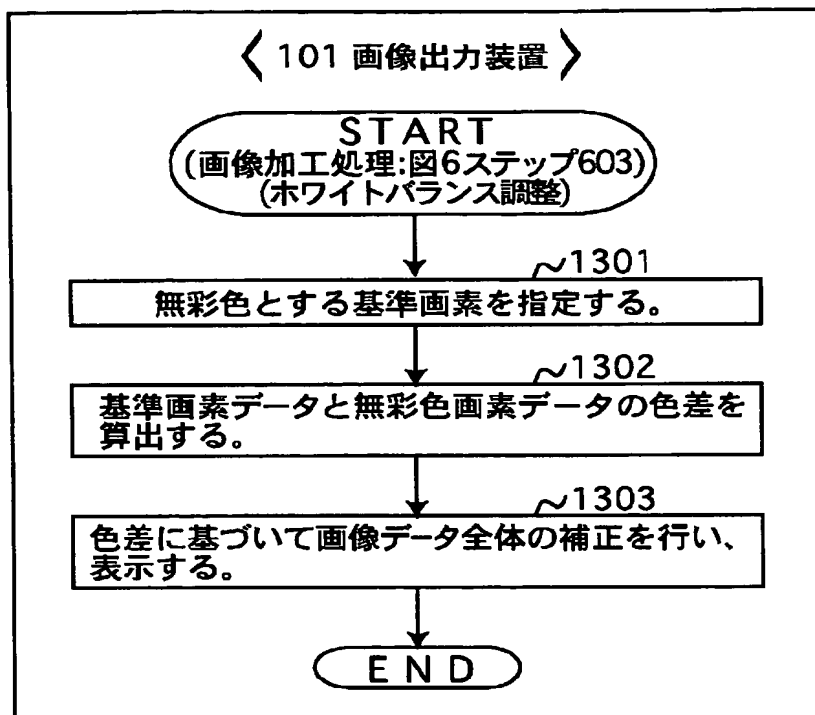 〈 101 画像出力装置 〉
START
(画像加工処理:図6ステップ603)
(ホワイトバランス調整)
1301
無彩色とする基準画素を指定する。
1302
基準画素データと無彩色画素データの色差を
算出する。
1303
色差に基づいて画像データ全体の補正を行い、
表示する。
END